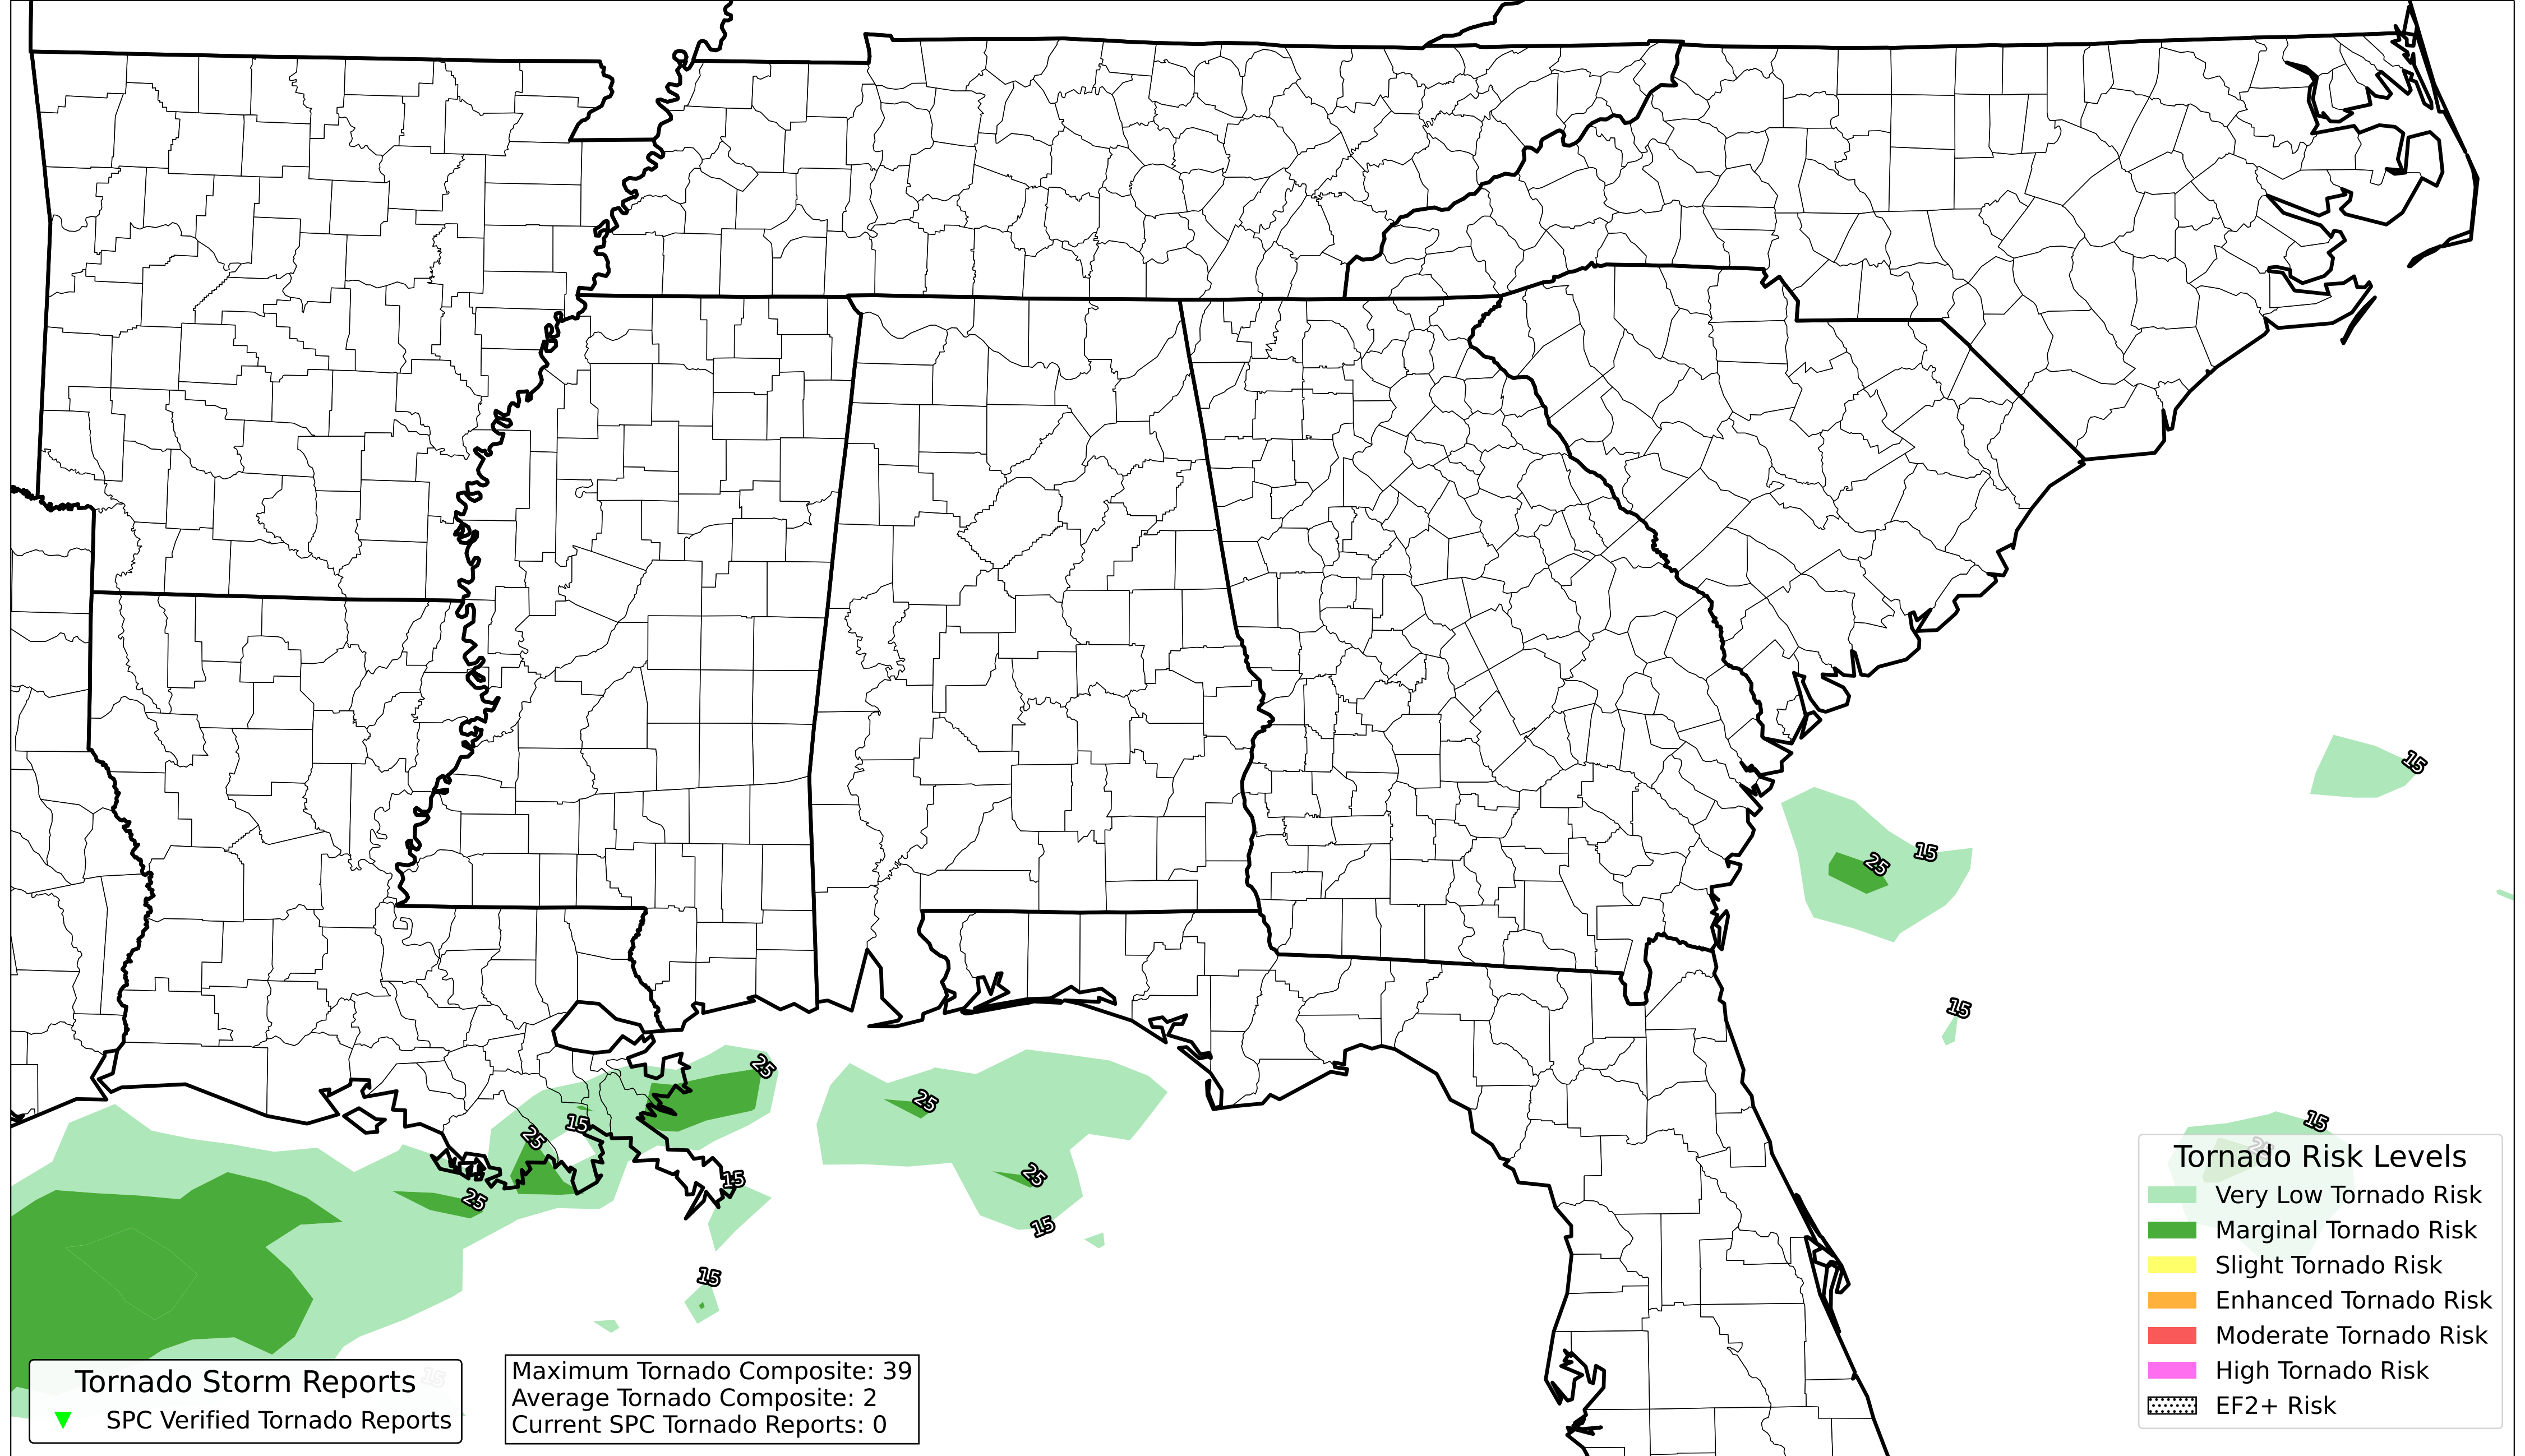 15
25
15
15
25
25
15
25
25
15
25
15
15
15
25
15
Tornado Risk Levels
Very Low Tornado Risk
Marginal Tornado Risk
Slight Tornado Risk
Enhanced Tornado Risk
Moderate Tornado Risk
High Tornado Risk
EF2+ Risk
Tornado Storm Reports
SPC Verified Tornado Reports
Maximum Tornado Composite: 39
Average Tornado Composite: 2
Current SPC Tornado Reports: 0